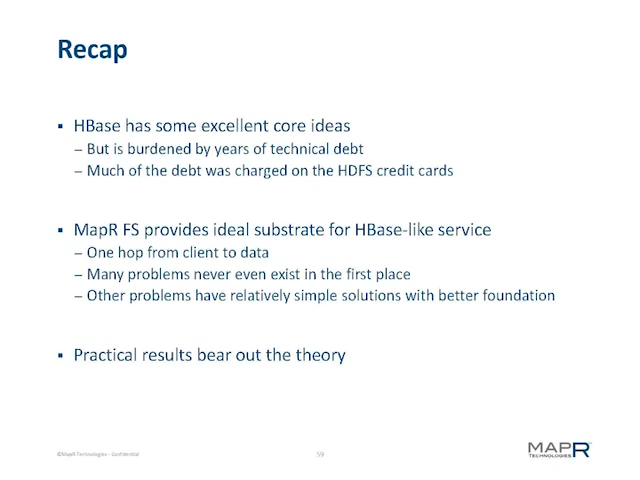 Recap
▪ HBase has some excellent core ideas
– But is burdened by years of technical debt
– Much of the debt was charged on the HDFS credit cards
▪ MapR FS provides ideal substrate for HBase-like service
– One hop from client to data
– Many problems never even exist in the first place
– Other problems have relatively simple solutions with better foundation
▪ Practical results bear out the theory
©MapR Technologies - Confidential
59
MAPR
TECHNOLOGIES